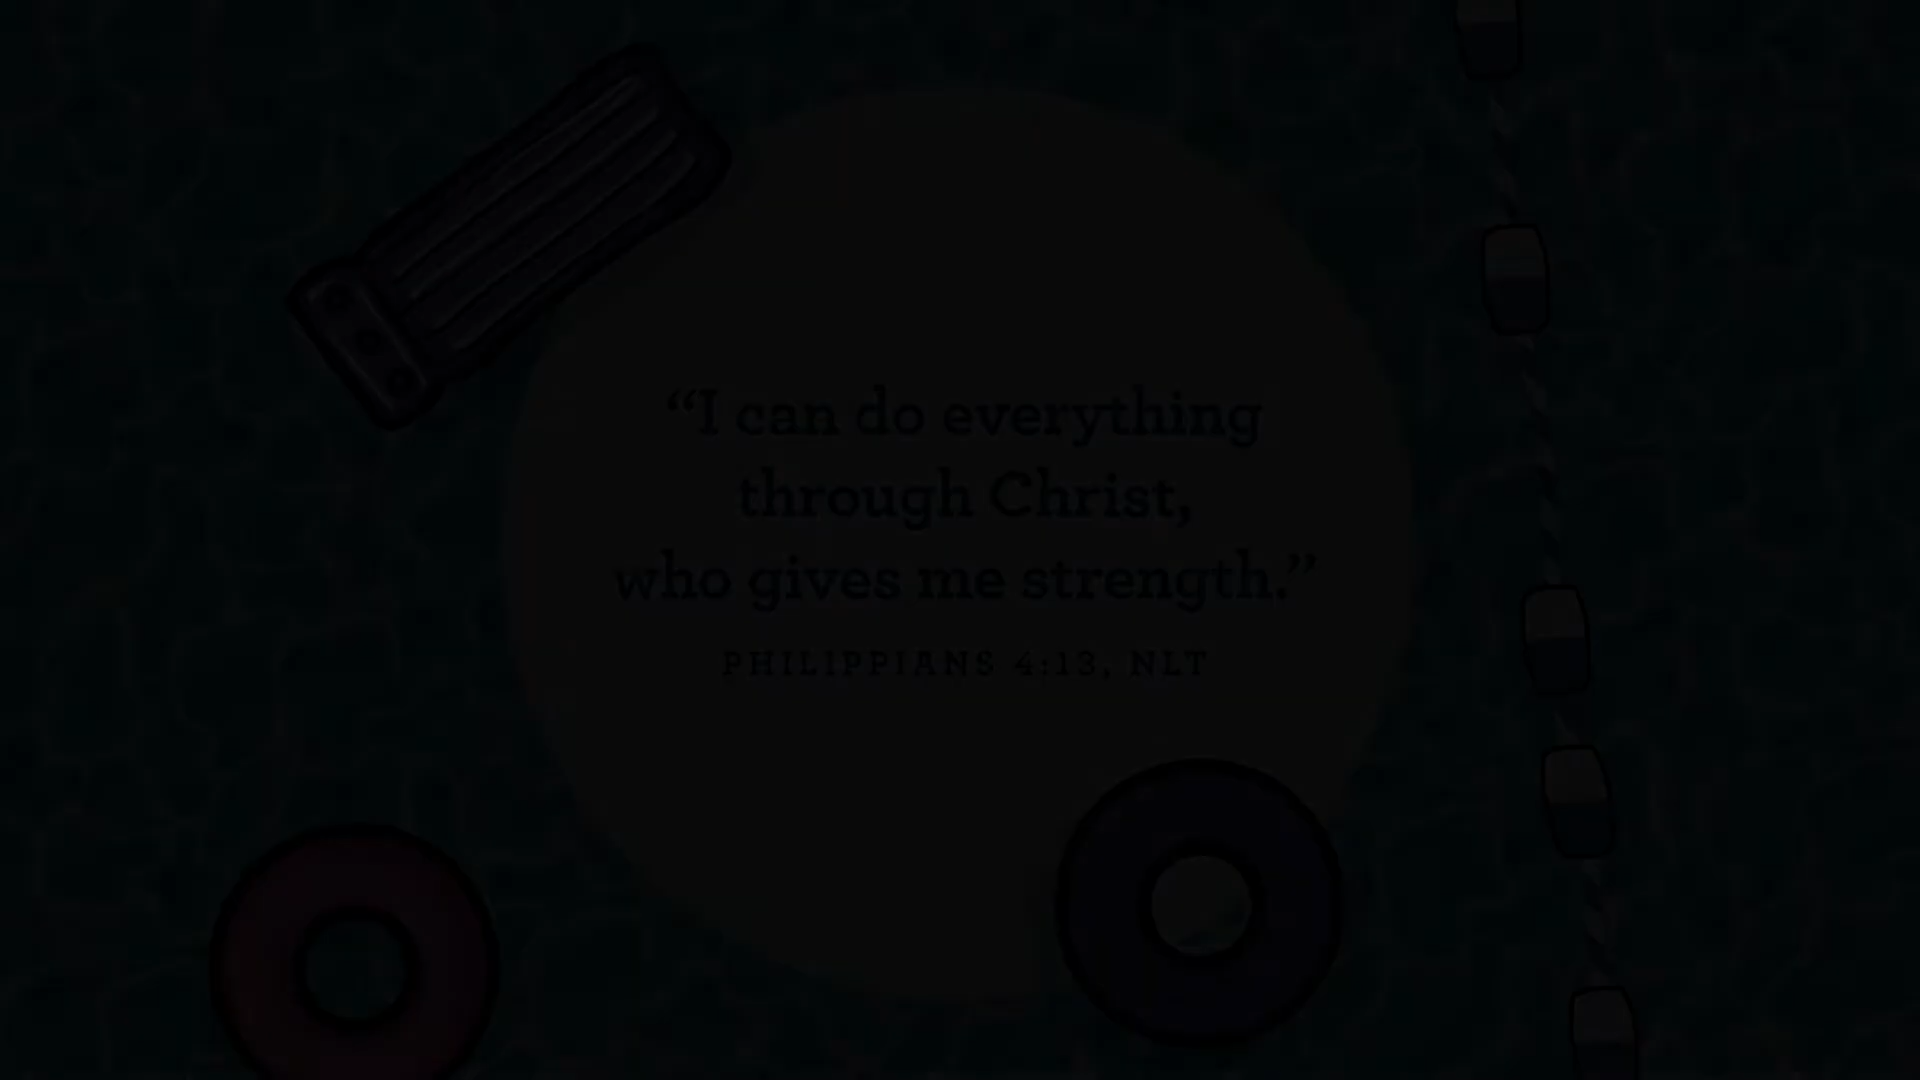 “I can do everything
through Christ,
who gives me strength.”
PHILIPPIANS 4:13, NLT